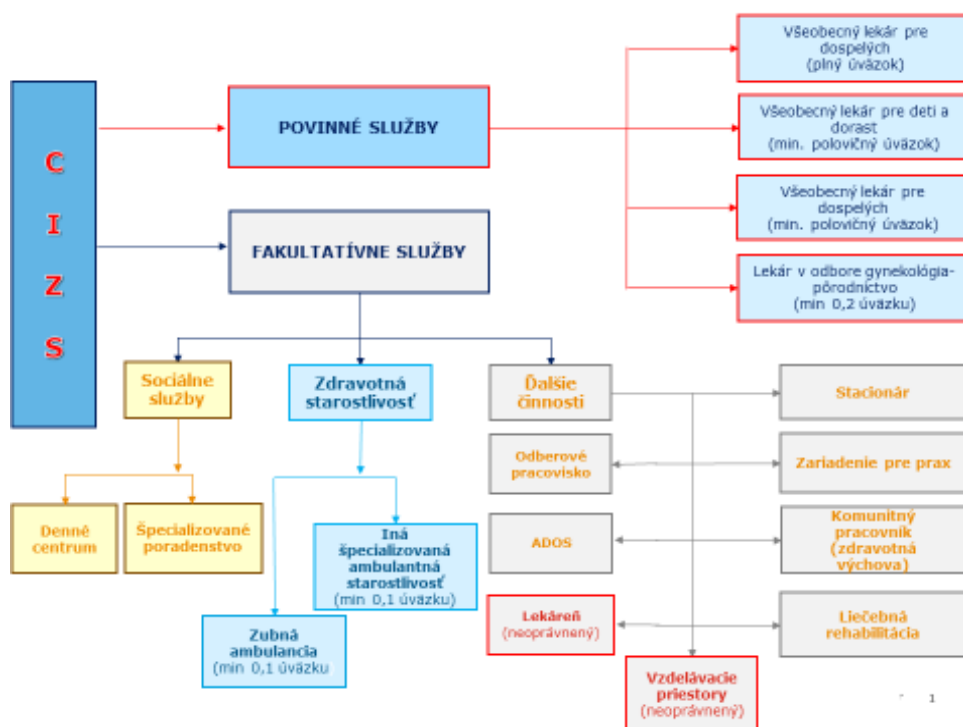 C
I
Z
S
POVINNÉ SLUŽBY
Všeobecný lekár pre
dospelých
(plný úväzok)
Všeobecný lekár pre deti a
dorast
(min. polovičný úväzok)
Všeobecný lekár pre
dospelých
(min. polovičný úväzok)
Lekár v odbore gynekológia-
pôrodníctvo
(min 0,2 úväzku)
FAKULTATÍVNE SLUŽBY
Sociálne
služby
Denné
centrum
Špecializované
poradenstvo
Zdravotná
starostlivosť
Zubná
ambulancia
(min 0,1 úväzku
Iná
špecializovaná
ambulantná
starostlivosť
(min 0,1 úväzku)
Ďalšie
činnosti
Stacionár
Odberové
pracovisko
Zariadenie pre prax
ADOS
Komunitný
pracovník
(zdravotná
výchova)
Lekáreň
(neoprávnený)
Liečebná
rehabilitácia
Vzdelávacie
priestory
(neoprávnený)
1